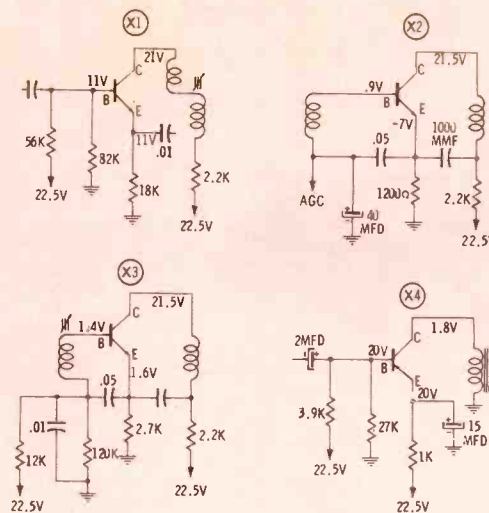 X1
21V
C
11V
B
E
11V
.01
56K
82K
18K
2.2K
22.5V
22.5V
X2
21.5V
C
.9V
B
E
.7V
.05
1000
MMF
1200Ω
2.2K
AGC
40
MFD
22.5V
X3
21.5V
C
1.4V
B
E
1.6V
.05
.01
2.7K
2.2K
12K
120K
22.5V
22.5V
X4
1.8V
C
2MFD
20V
B
E
20V
3.9K
27K
15
MFD
1K
22.5V
22.5V